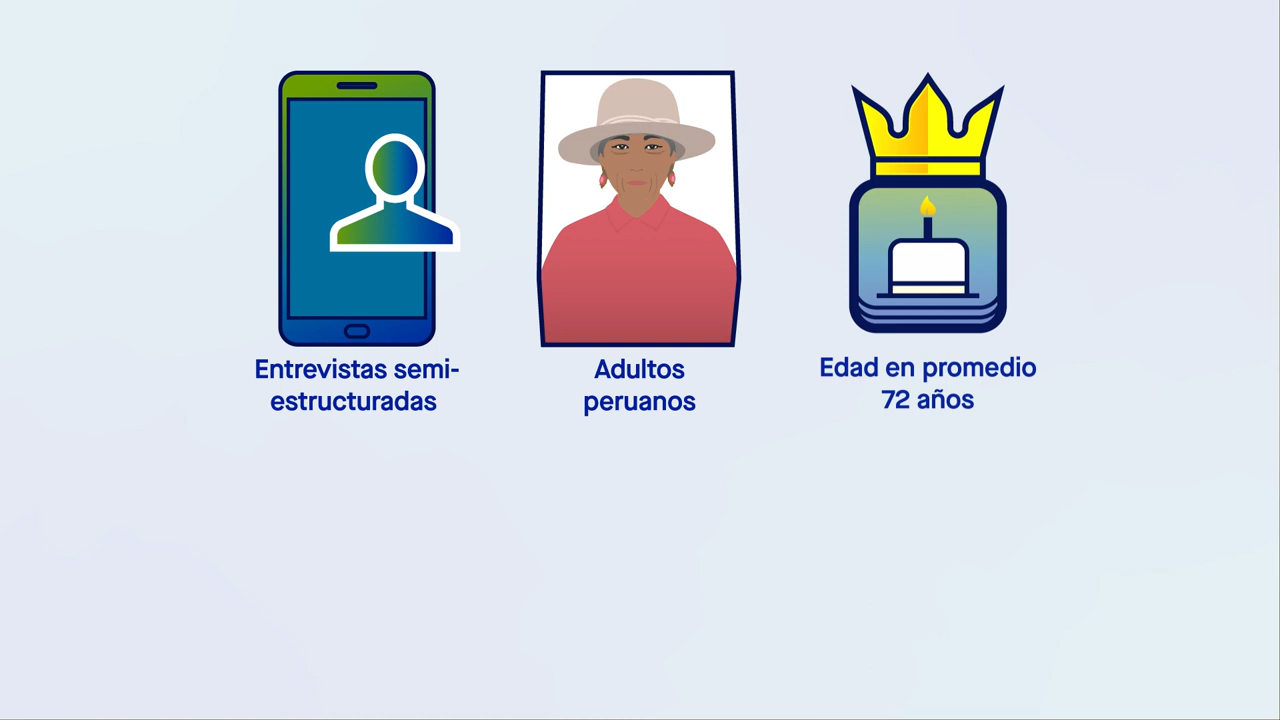 Entrevistas semi-
estructuradas
Adultos
peruanos
Edad en promedio
72 años